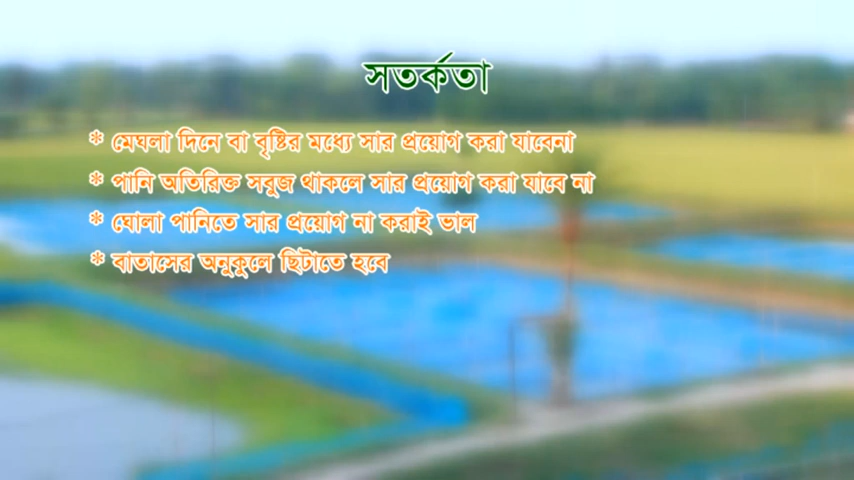 সতর্কতা
* মেঘলা দিনে বা বৃষ্টির মধ্যে সার প্রয়োগ করা যাবেনা
* পানি অতিরিক্ত সবুজ থাকলে সার প্রয়োগ করা যাবে না
* ঘোলা পানিতে সার প্রয়োগ না করাই ভাল
* বাতাসের অনুকুলে ছিটাতে হবে